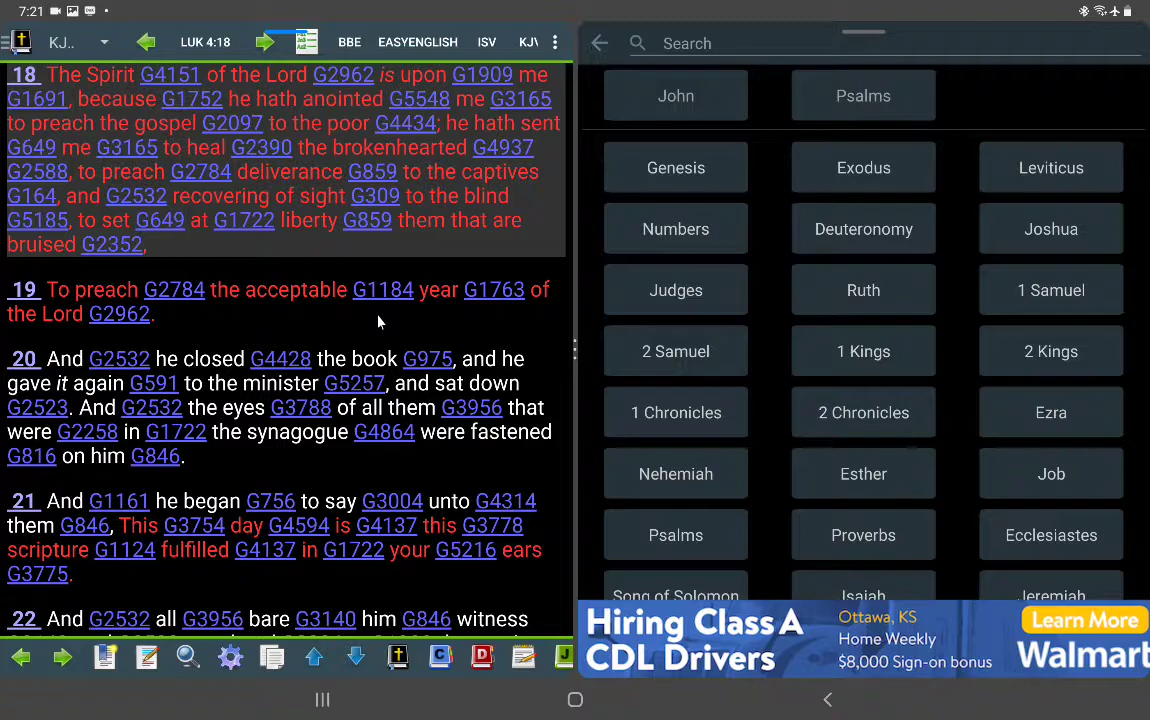 7:21
KJ.. LUK 4:18 BBE EASYENGLISH ISV KJV
18 The Spirit G4151 of the Lord G2962 is upon G1909 me
G1691, because G1752 he hath anointed G5548 me G3165
to preach the gospel G2097 to the poor G4434; he hath sent
G649 me G3165 to heal G2390 the brokenhearted G4937
G2588, to preach G2784 deliverance G859 to the captives
G164, and G2532 recovering of sight G309 to the blind
G5185, to set G649 at G1722 liberty G859 them that are
bruised G2352,
19 To preach G2784 the acceptable G1184 year G1763 of
the Lord G2962.
20 And G2532 he closed G4428 the book G975, and he
gave it again G591 to the minister G5257, and sat down
G2523. And G2532 the eyes G3788 of all them G3956 that
were G2258 in G1722 the synagogue G4864 were fastened
G816 on him G846.
21 And G1161 he began G756 to say G3004 unto G4314
them G846, This G3754 day G4594 is G4137 this G3778
scripture G1124 fulfilled G4137 in G1722 your G5216 ears
G3775.
22 And G2532 all G3956 bare G3140 him G846 witness
C D J
Search
John Psalms
Genesis Exodus Leviticus
Numbers Deuteronomy Joshua
Judges Ruth 1 Samuel
2 Samuel 1 Kings 2 Kings
1 Chronicles 2 Chronicles Ezra
Nehemiah Esther Job
Psalms Proverbs Ecclesiastes
Song of Solomon Isaiah Jeremiah
Hiring Class A
CDL Drivers
Ottawa, KS
Home Weekly
$8,000 Sign-on bonus
Learn More
Walmart